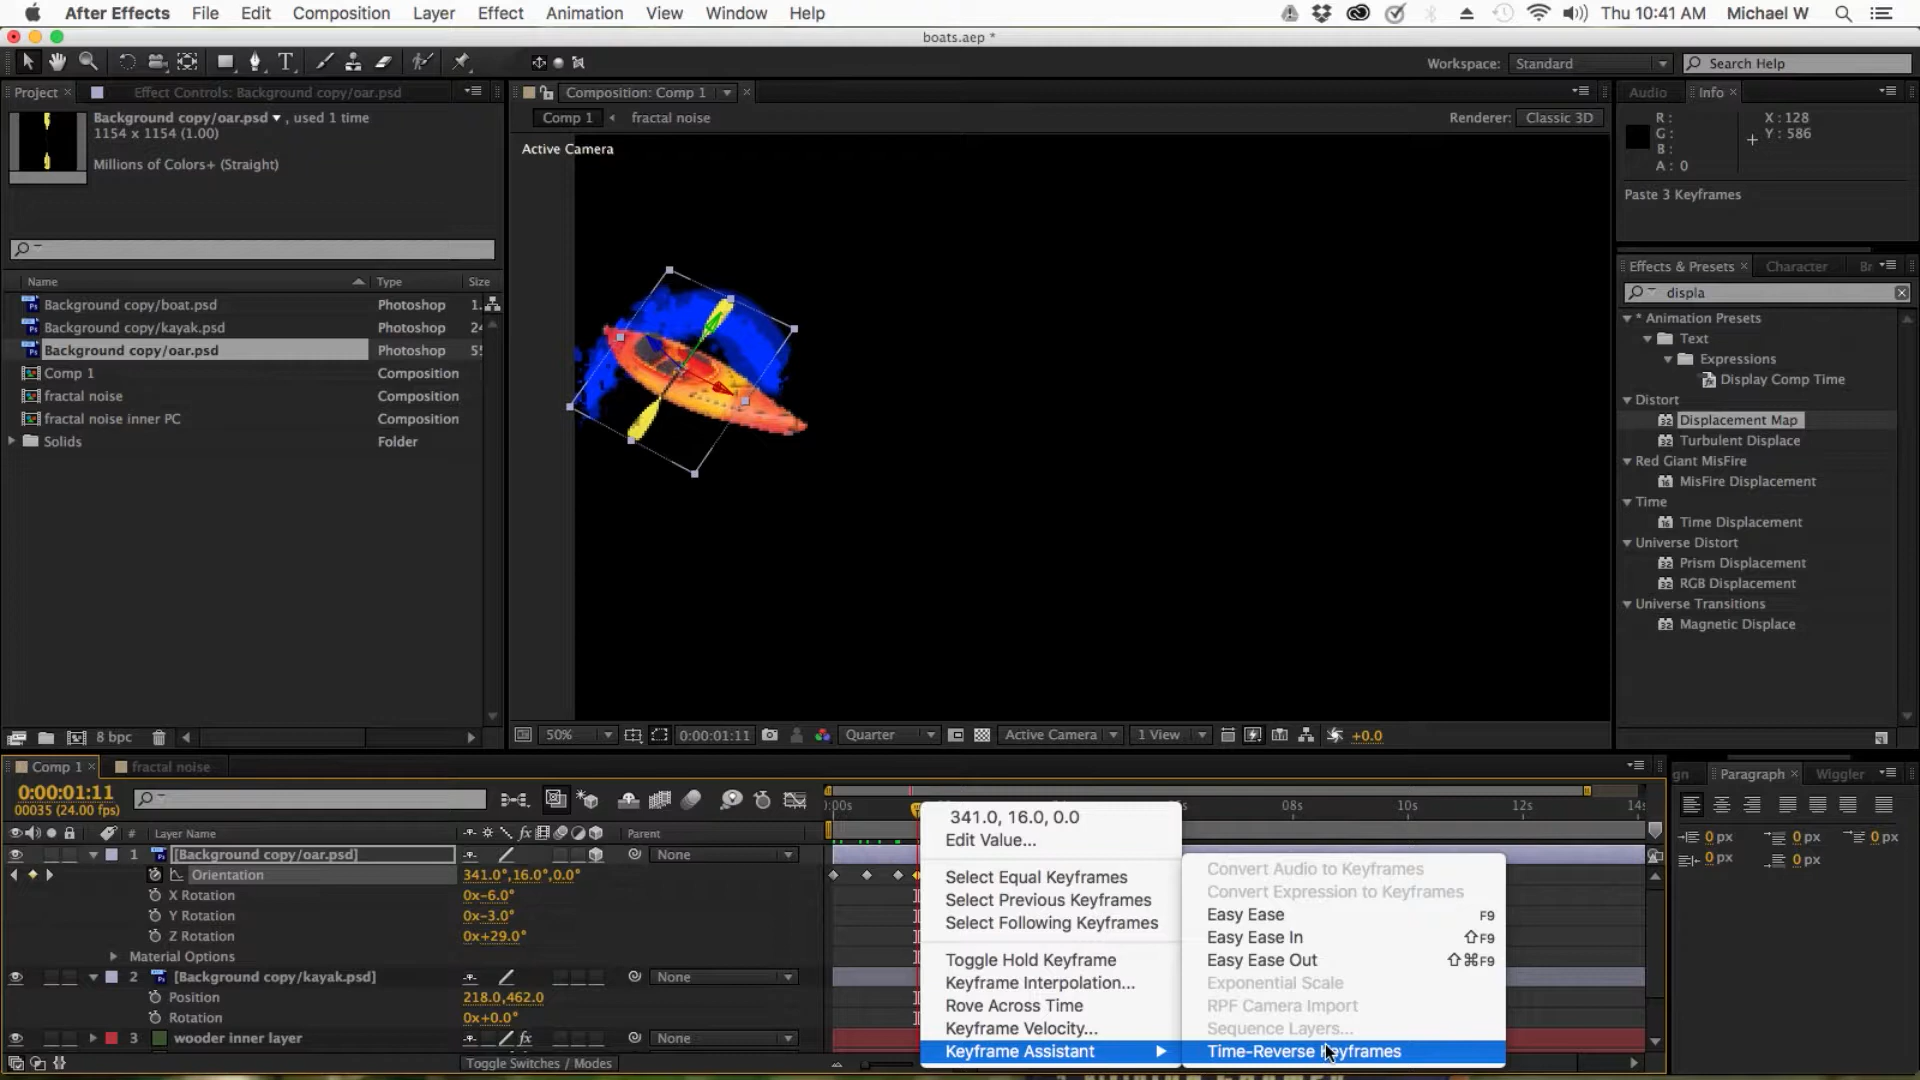 After Effects File Edit Composition Layer Effect Animation View Window Help Thu 10:41 AM Michael W
boats.aep *
Workspace: Standard Search Help
Project Effect Controls: Background copy/oar.psd
Background copy/oar.psd , used 1 time
1154 x 1154 (1.00)
Millions of Colors+ (Straight)
Name Type Size
Background copy/boat.psd Photoshop 1.
Background copy/kayak.psd Photoshop 24
Background copy/oar.psd Photoshop 55
Comp 1 Composition
fractal noise Composition
fractal noise inner PC Composition
Solids Folder
8 bpc
Composition: Comp 1
Comp 1 fractal noise Renderer: Classic 3D
Active Camera
50% 0:00:01:11 Quarter Active Camera 1 View +0.0
Audio Info
R: X : 128
G: Y : 586
B:
A: 0
Paste 3 Keyframes
Effects & Presets Character Br
displa
* Animation Presets
Text
Expressions
Display Comp Time
Distort
Displacement Map
Turbulent Displace
Red Giant MisFire
MisFire Displacement
Time
Time Displacement
Universe Distort
Prism Displacement
RGB Displacement
Universe Transitions
Magnetic Displace
Comp 1 fractal noise
0:00:01:11
00035 (24.00 fps)
:00s 08s 10s 12s 14s
# Layer Name Parent
1 [Background copy/oar.psd] None
Orientation 341.0°,16.0°,0.0°
X Rotation 0x-6.0°
Y Rotation 0x-3.0°
Z Rotation 0x+29.0°
Material Options
2 [Background copy/kayak.psd] None
Position 218.0,462.0
Rotation 0x+0.0°
3 wooder inner layer None
Toggle Switches / Modes
341.0, 16.0, 0.0
Edit Value...
Select Equal Keyframes
Select Previous Keyframes
Select Following Keyframes
Toggle Hold Keyframe
Keyframe Interpolation...
Rove Across Time
Keyframe Velocity...
Keyframe Assistant
Convert Audio to Keyframes
Convert Expression to Keyframes
Easy Ease F9
Easy Ease In ⇧F9
Easy Ease Out ⇧⌘F9
Exponential Scale
RPF Camera Import
Sequence Layers...
Time-Reverse Keyframes
gn Paragraph Wiggler
0 px 0 px 0 px
0 px 0 px